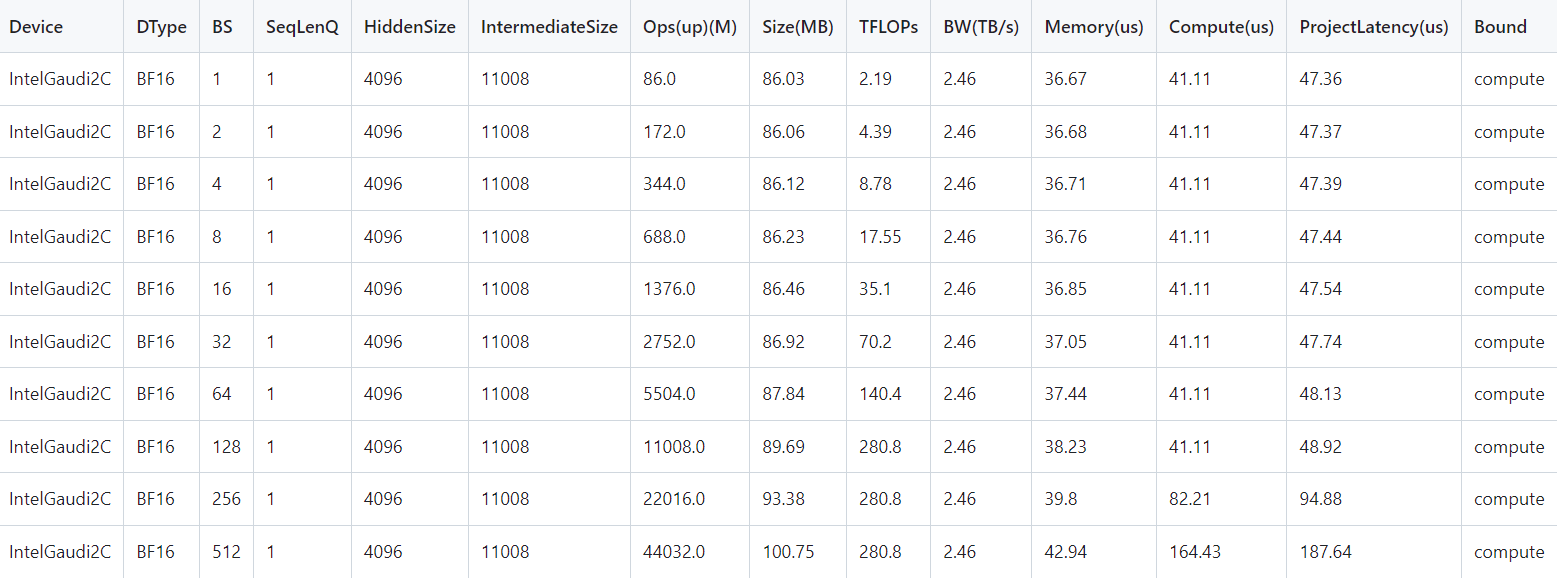 Device DType BS SeqLenQ HiddenSize IntermediateSize Ops(up)(M) Size(MB) TFLOPs BW(TB/s) Memory(us) Compute(us) ProjectLatency(us) Bound
IntelGaudi2C BF16 1 1 4096 11008 86.0 86.03 2.19 2.46 36.67 41.11 47.36 compute
IntelGaudi2C BF16 2 1 4096 11008 172.0 86.06 4.39 2.46 36.68 41.11 47.37 compute
IntelGaudi2C BF16 4 1 4096 11008 344.0 86.12 8.78 2.46 36.71 41.11 47.39 compute
IntelGaudi2C BF16 8 1 4096 11008 688.0 86.23 17.55 2.46 36.76 41.11 47.44 compute
IntelGaudi2C BF16 16 1 4096 11008 1376.0 86.46 35.1 2.46 36.85 41.11 47.54 compute
IntelGaudi2C BF16 32 1 4096 11008 2752.0 86.92 70.2 2.46 37.05 41.11 47.74 compute
IntelGaudi2C BF16 64 1 4096 11008 5504.0 87.84 140.4 2.46 37.44 41.11 48.13 compute
IntelGaudi2C BF16 128 1 4096 11008 11008.0 89.69 280.8 2.46 38.23 41.11 48.92 compute
IntelGaudi2C BF16 256 1 4096 11008 22016.0 93.38 280.8 2.46 39.8 82.21 94.88 compute
IntelGaudi2C BF16 512 1 4096 11008 44032.0 100.75 280.8 2.46 42.94 164.43 187.64 compute